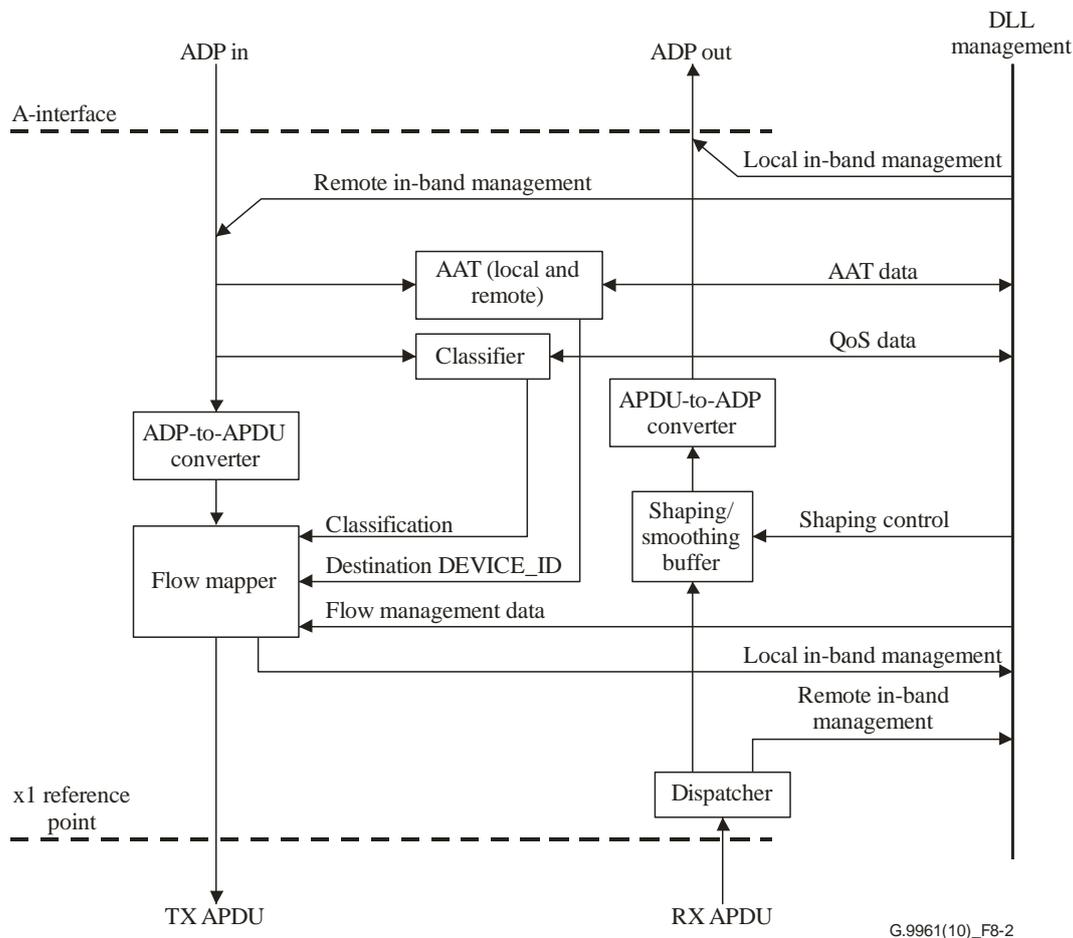 DLL
management
ADP in
ADP out
A-interface
Local in-band management
Remote in-band management
AAT (local and
remote)
AAT data
Classifier
QoS data
APDU-to-ADP
converter
ADP-to-APDU
converter
Shaping/
smoothing
buffer
Shaping control
Classification
Destination DEVICE_ID
Flow mapper
Flow management data
Local in-band management
Remote in-band
management
Dispatcher
x1 reference
point
TX APDU
RX APDU
G.9961(10)_F8-2